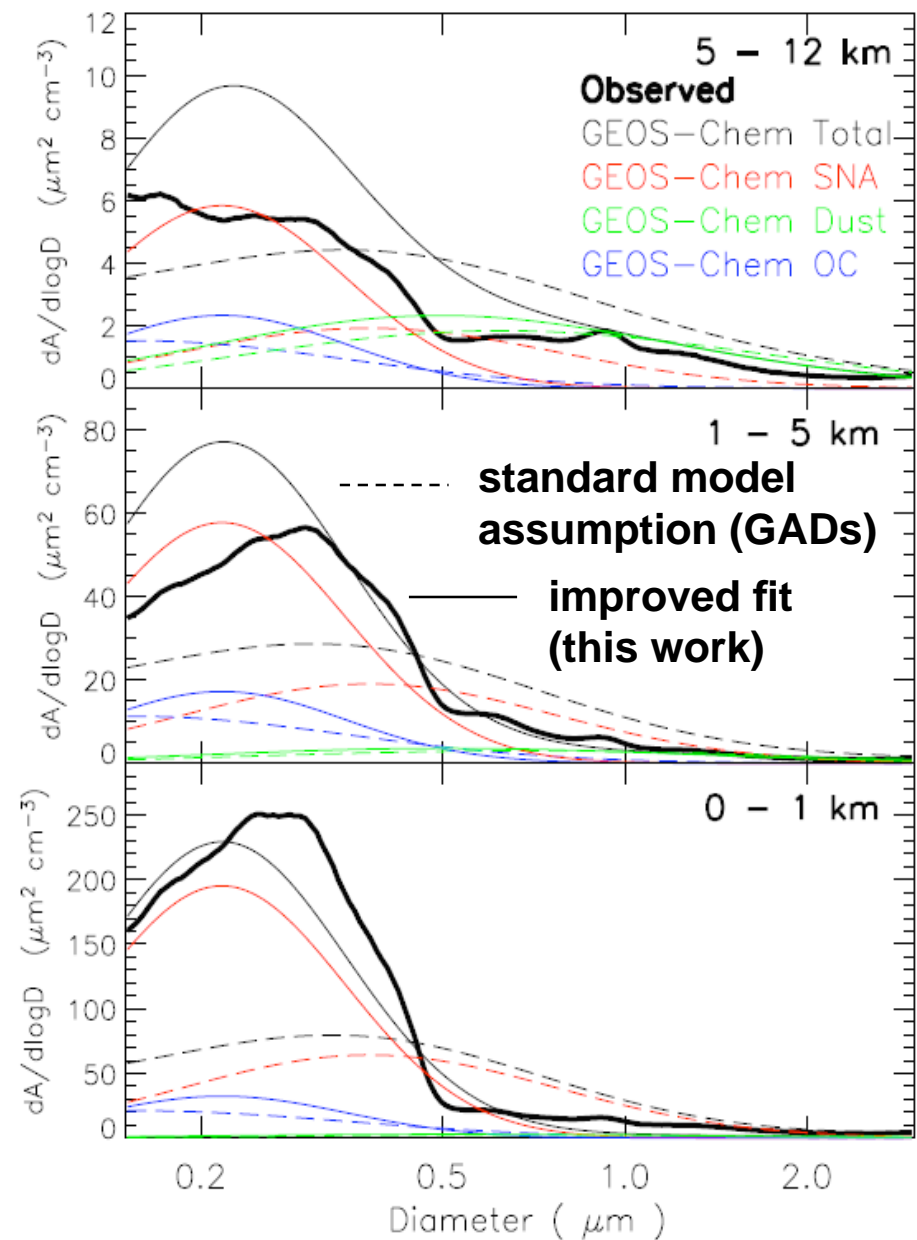 12
10
8
6
4
2
0
dA/dlogD (μm² cm⁻³)
5 – 12 km
Observed
GEOS–Chem Total
GEOS–Chem SNA
GEOS–Chem Dust
GEOS–Chem OC
80
60
40
20
0
dA/dlogD (μm² cm⁻³)
1 – 5 km
standard model
assumption (GADs)
improved fit
(this work)
250
200
150
100
50
0
dA/dlogD (μm² cm⁻³)
0 – 1 km
0.2 0.5 1.0 2.0
Diameter ( μm )